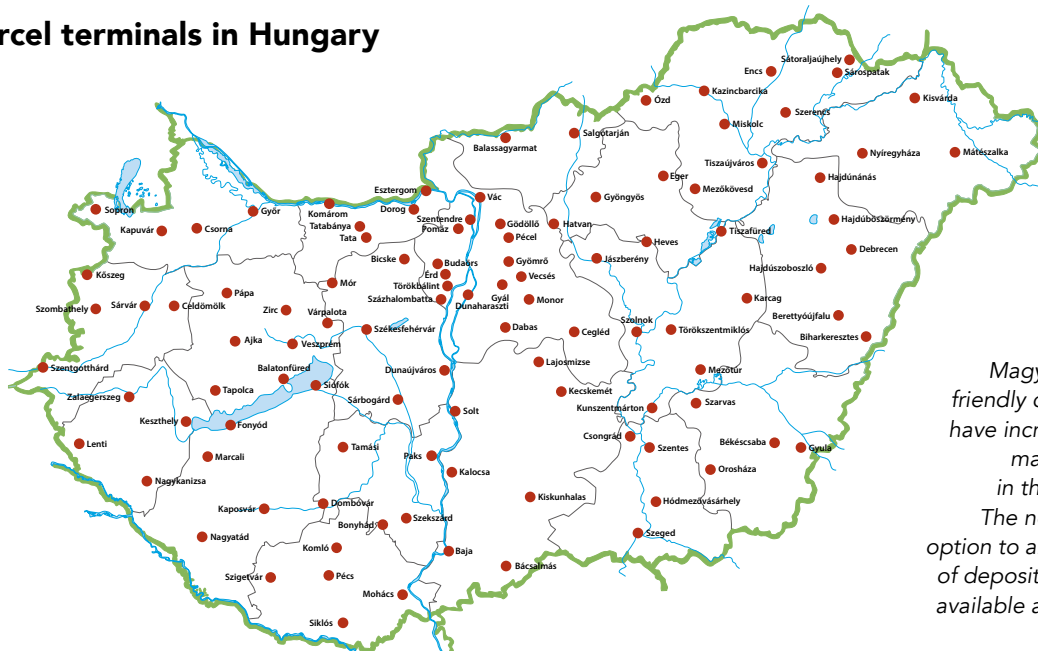 rcel terminals in Hungary
Sátoraljaújhely
Encs
Sárospatak
Kazincbarcika
Ózd
Kisvárda
Szerencs
Miskolc
Salgótarján
Balassagyarmat
Nyíregyháza
Mátészalka
Tiszaújváros
Eger
Hajdúnánás
Mezőkövesd
Esztergom
Vác
Gyöngyös
Sopron
Győr
Dorog
Komárom
Szentendre
Gödöllő
Hatvan
Hajdúböszörmény
Kapuvár
Csorna
Tatabánya
Pomáz
Tiszafüred
Tata
Pécel
Heves
Debrecen
Bicske
Budaörs
Gyömrő
Jászberény
Hajdúszoboszló
Kőszeg
Érd
Vecsés
Mór
Törökbálint
Gyál
Pápa
Százhalombatta
Dunaharaszti
Monor
Karcag
Szombathely
Sárvár
Celdömölk
Zirc
Várpalota
Berettyóújfalu
Székesfehérvár
Dabas
Cegléd
Szolnok
Törökszentmiklós
Biharkeresztes
Ajka
Veszprém
Lajosmizse
Szentgotthárd
Balatonfüred
Dunaújváros
Mezőtúr
Siófok
Tapolca
Kecskemét
Zalaegerszeg
Sárbogárd
Szarvas
Kunszentmárton
Solt
Keszthely
Fonyód
Csongrád
Lenti
Tamási
Szentes
Békéscsaba
Gyula
Marcali
Paks
Orosháza
Kalocsa
Nagykanizsa
Kiskunhalas
Hódmezővásárhely
Kaposvár
Dombóvár
Szekszárd
Bonyhád
Nagyatád
Szeged
Komló
Baja
Bácsalmás
Szigetvár
Pécs
Mohács
Siklós
Magy
friendly o
have incr
ma
in th
The n
option to a
of deposit
available a